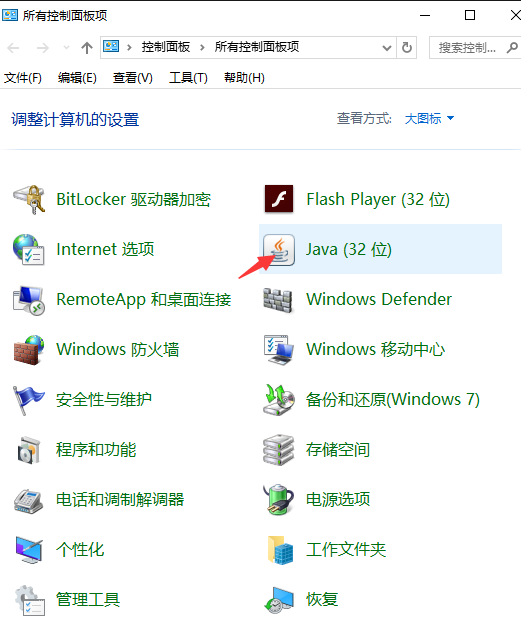 所有控制面板项
控制面板 所有控制面板项 搜索控制...
文件(F) 编辑(E) 查看(V) 工具(T) 帮助(H)
调整计算机的设置 查看方式: 大图标
BitLocker 驱动器加密 Flash Player (32 位)
Internet 选项 Java (32 位)
RemoteApp 和桌面连接 Windows Defender
Windows 防火墙 Windows 移动中心
安全性与维护 备份和还原(Windows 7)
程序和功能 存储空间
电话和调制解调器 电源选项
个性化 工作文件夹
管理工具 恢复